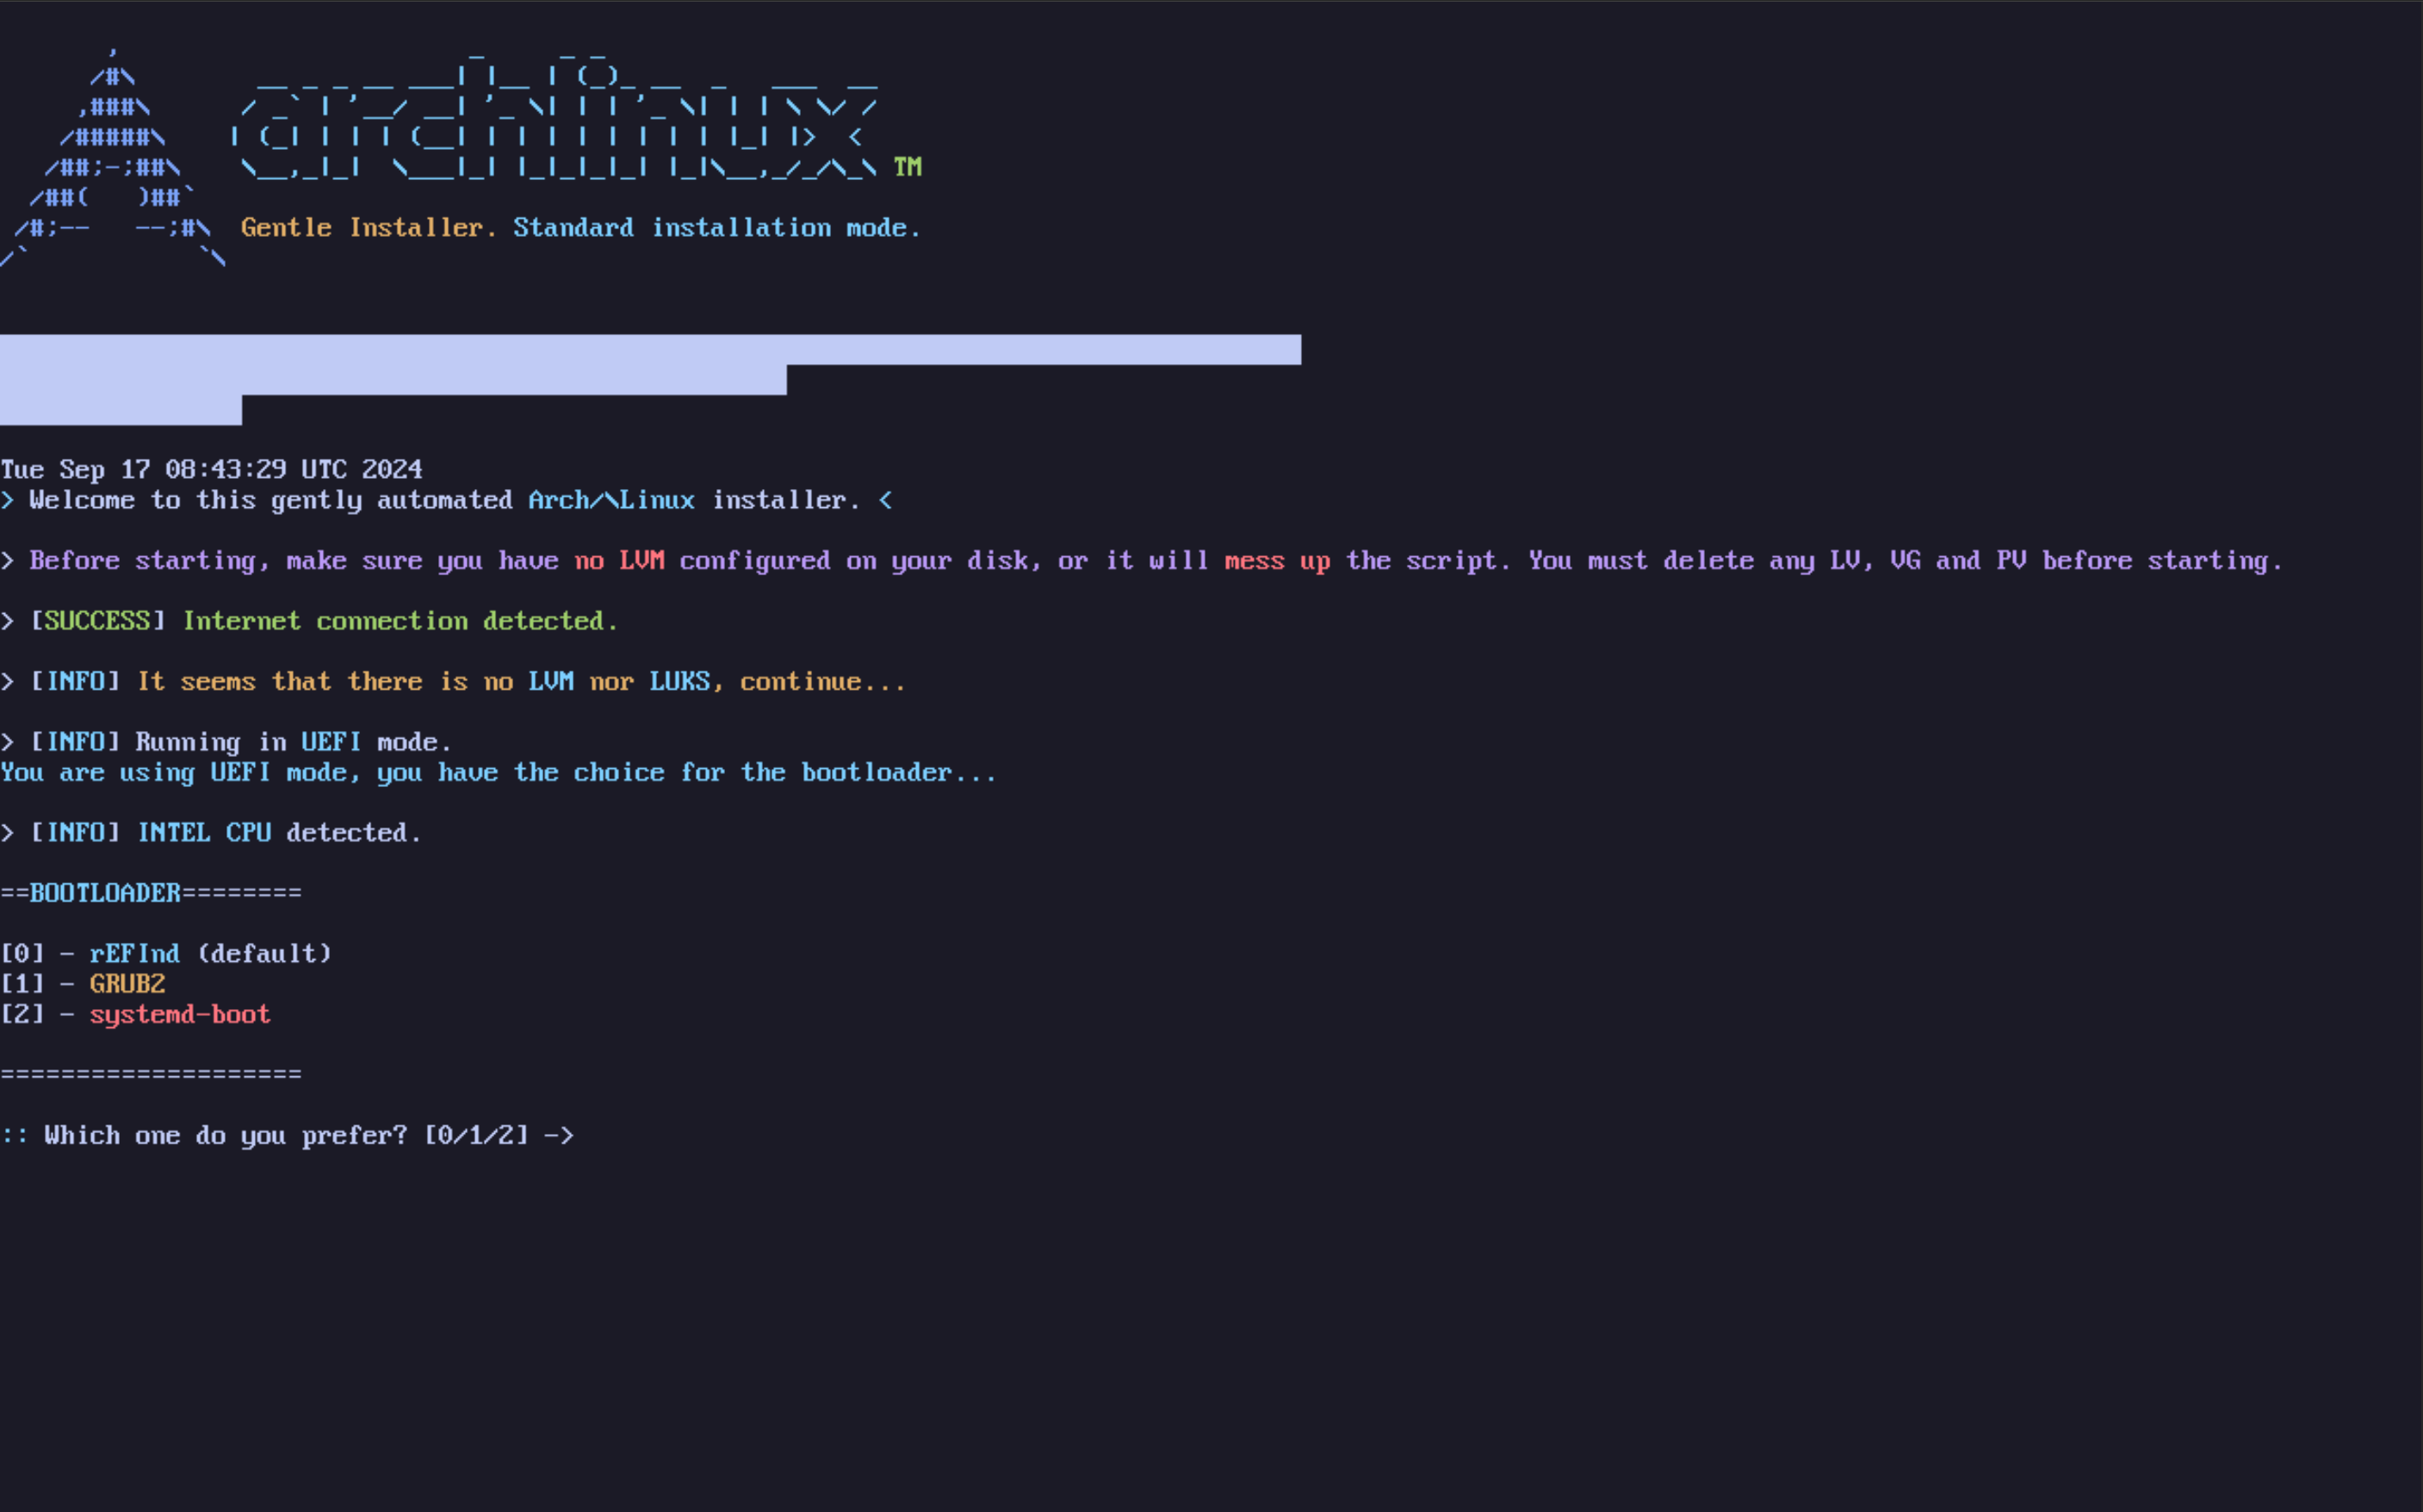 archlinux TM
Gentle Installer. Standard installation mode.
Tue Sep 17 08:43:29 UTC 2024
> Welcome to this gently automated Arch/\Linux installer. <
> Before starting, make sure you have no LVM configured on your disk, or it will mess up the script. You must delete any LV, VG and PV before starting.
> [SUCCESS] Internet connection detected.
> [INFO] It seems that there is no LVM nor LUKS, continue...
> [INFO] Running in UEFI mode.
You are using UEFI mode, you have the choice for the bootloader...
> [INFO] INTEL CPU detected.
==BOOTLOADER========
[0] - rEFInd (default)
[1] - GRUB2
[2] - systemd-boot
====================
:: Which one do you prefer? [0/1/2] ->